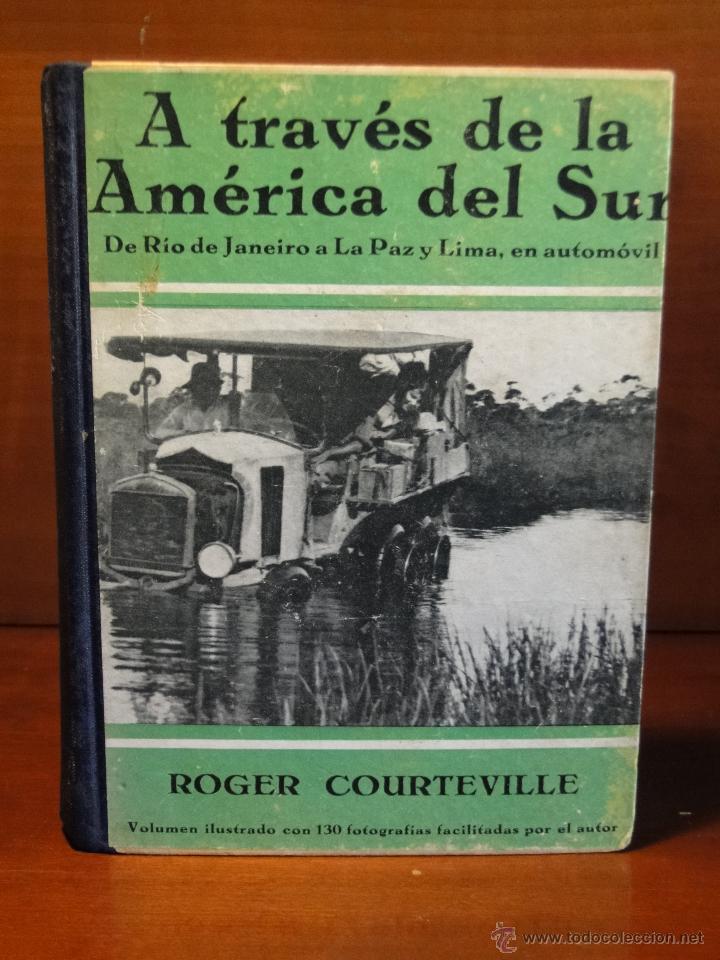 A través de la
América del Sur
De Río de Janeiro a La Paz y Lima, en automóvil
ROGER COURTEVILLE
Volumen ilustrado con 130 fotografías facilitadas por el autor
© todocoleccion.net